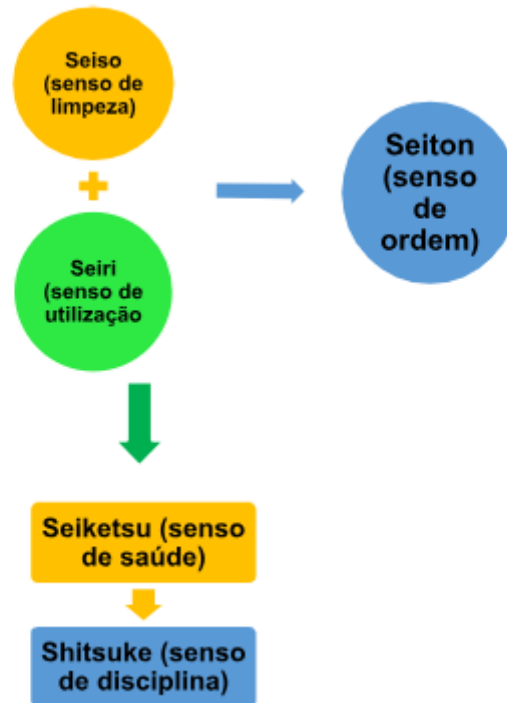 Seiso
(senso de
limpeza)
+
Seiri
(senso de
utilização
Seiton
(senso
de
ordem)
Seiketsu (senso
de saúde)
Shitsuke (senso
de disciplina)